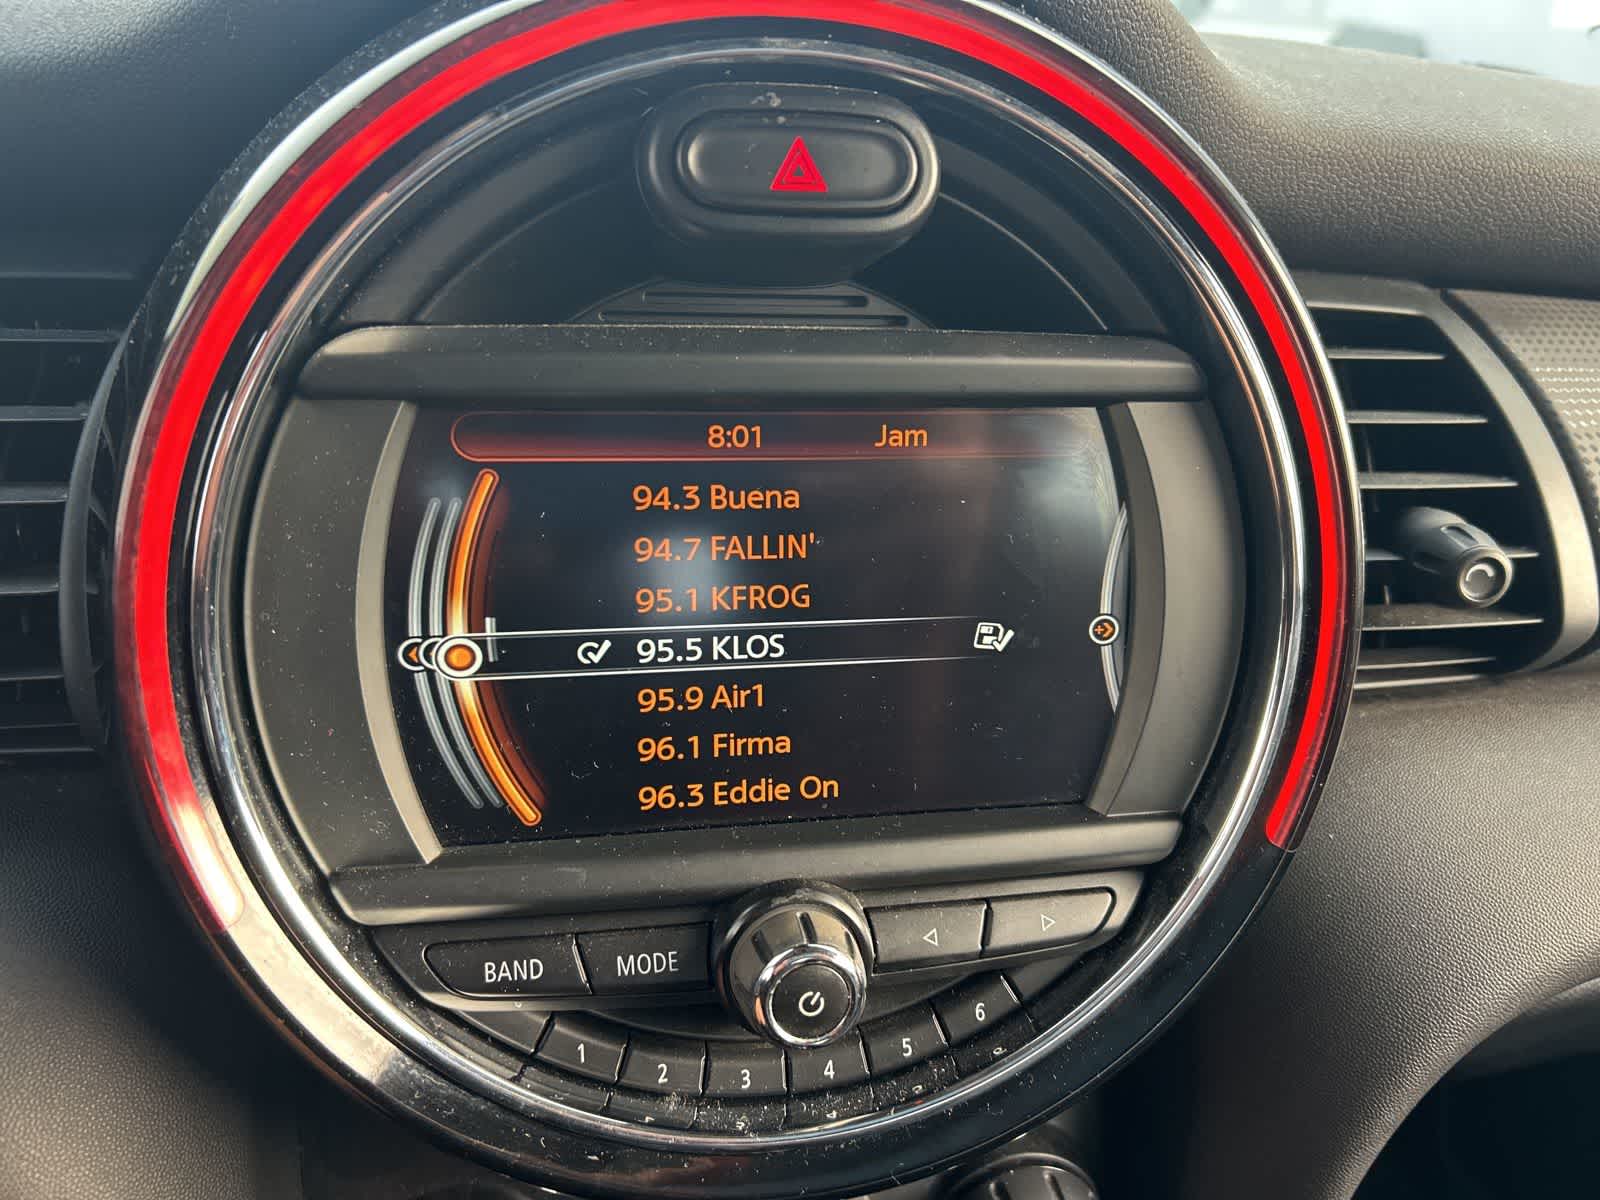 8:01 Jam
94.3 Buena
94.7 FALLIN'
95.1 KFROG
95.5 KLOS
95.9 Air1
96.1 Firma
96.3 Eddie On
BAND MODE
1 2 3 4 5 6